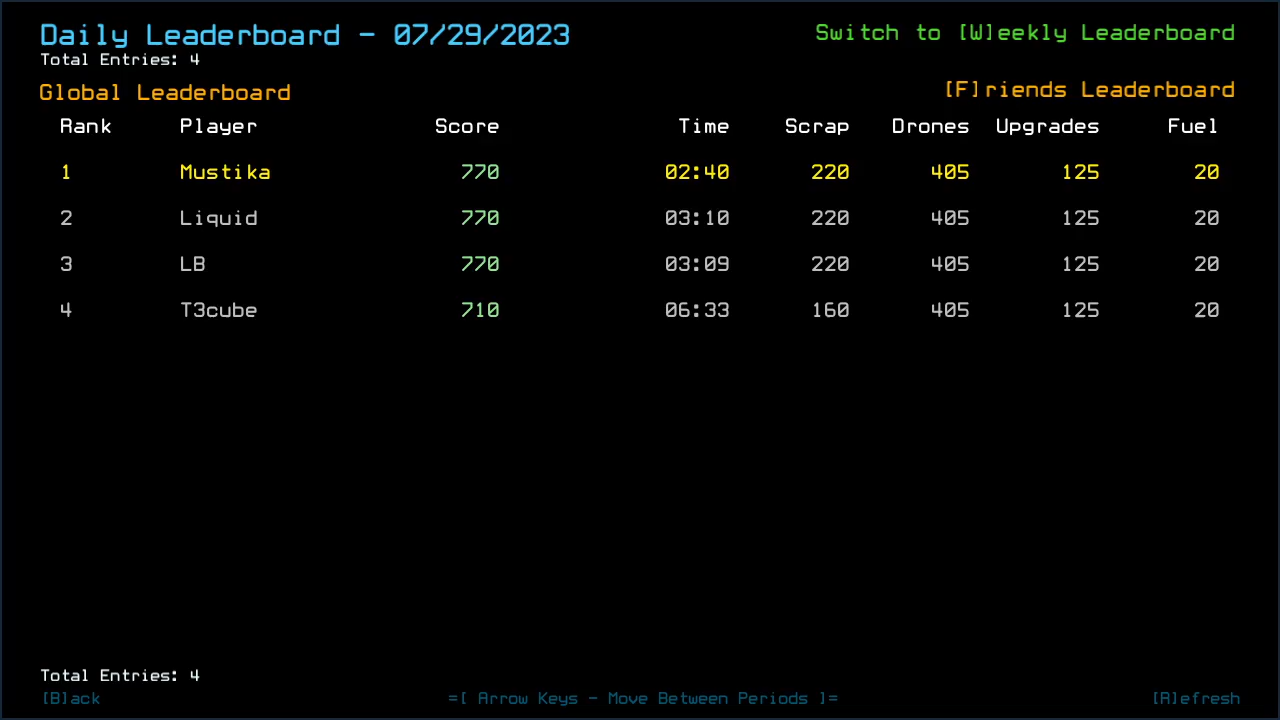 Daily Leaderboard - 07/29/2023 Switch to [W]eekly Leaderboard
Total Entries: 4
Global Leaderboard [F]riends Leaderboard
Rank Player Score Time Scrap Drones Upgrades Fuel
1 Mustika 770 02:40 220 405 125 20
2 Liquid 770 03:10 220 405 125 20
3 LB 770 03:09 220 405 125 20
4 T3cube 710 06:33 160 405 125 20
Total Entries: 4
[B]ack =[ Arrow Keys - Move Between Periods ]= [R]efresh